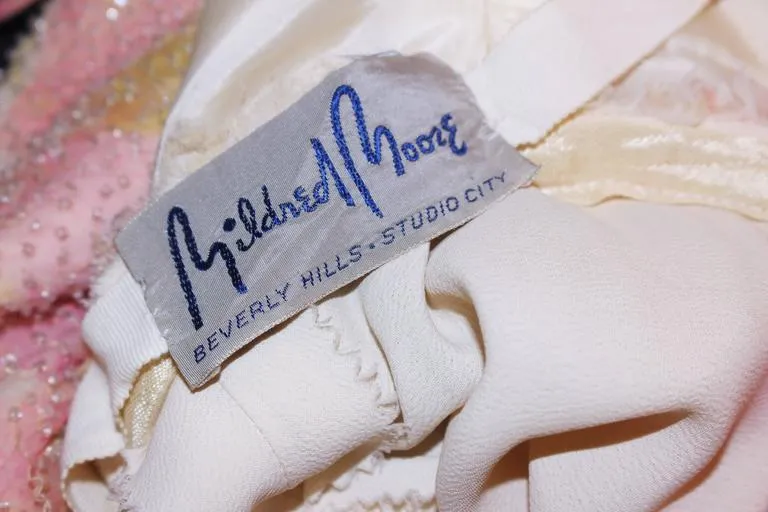 Mildred Moore
BEVERLY HILLS • STUDIO CITY